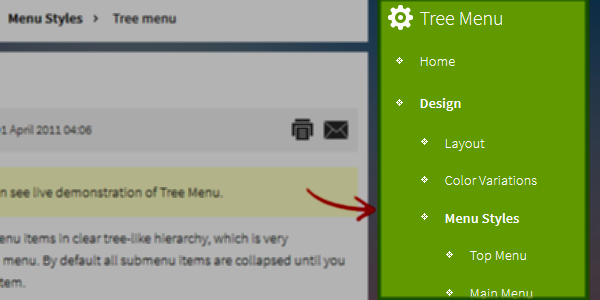 Menu Styles > Tree menu
1 April 2011 04:06
n see live demonstration of Tree Menu.
enu items in clear tree-like hierarchy, which is very
menu. By default all submenu items are collapsed until you
tem.
Tree Menu
Home
Design
Layout
Color Variations
Menu Styles
Top Menu
Main Menu